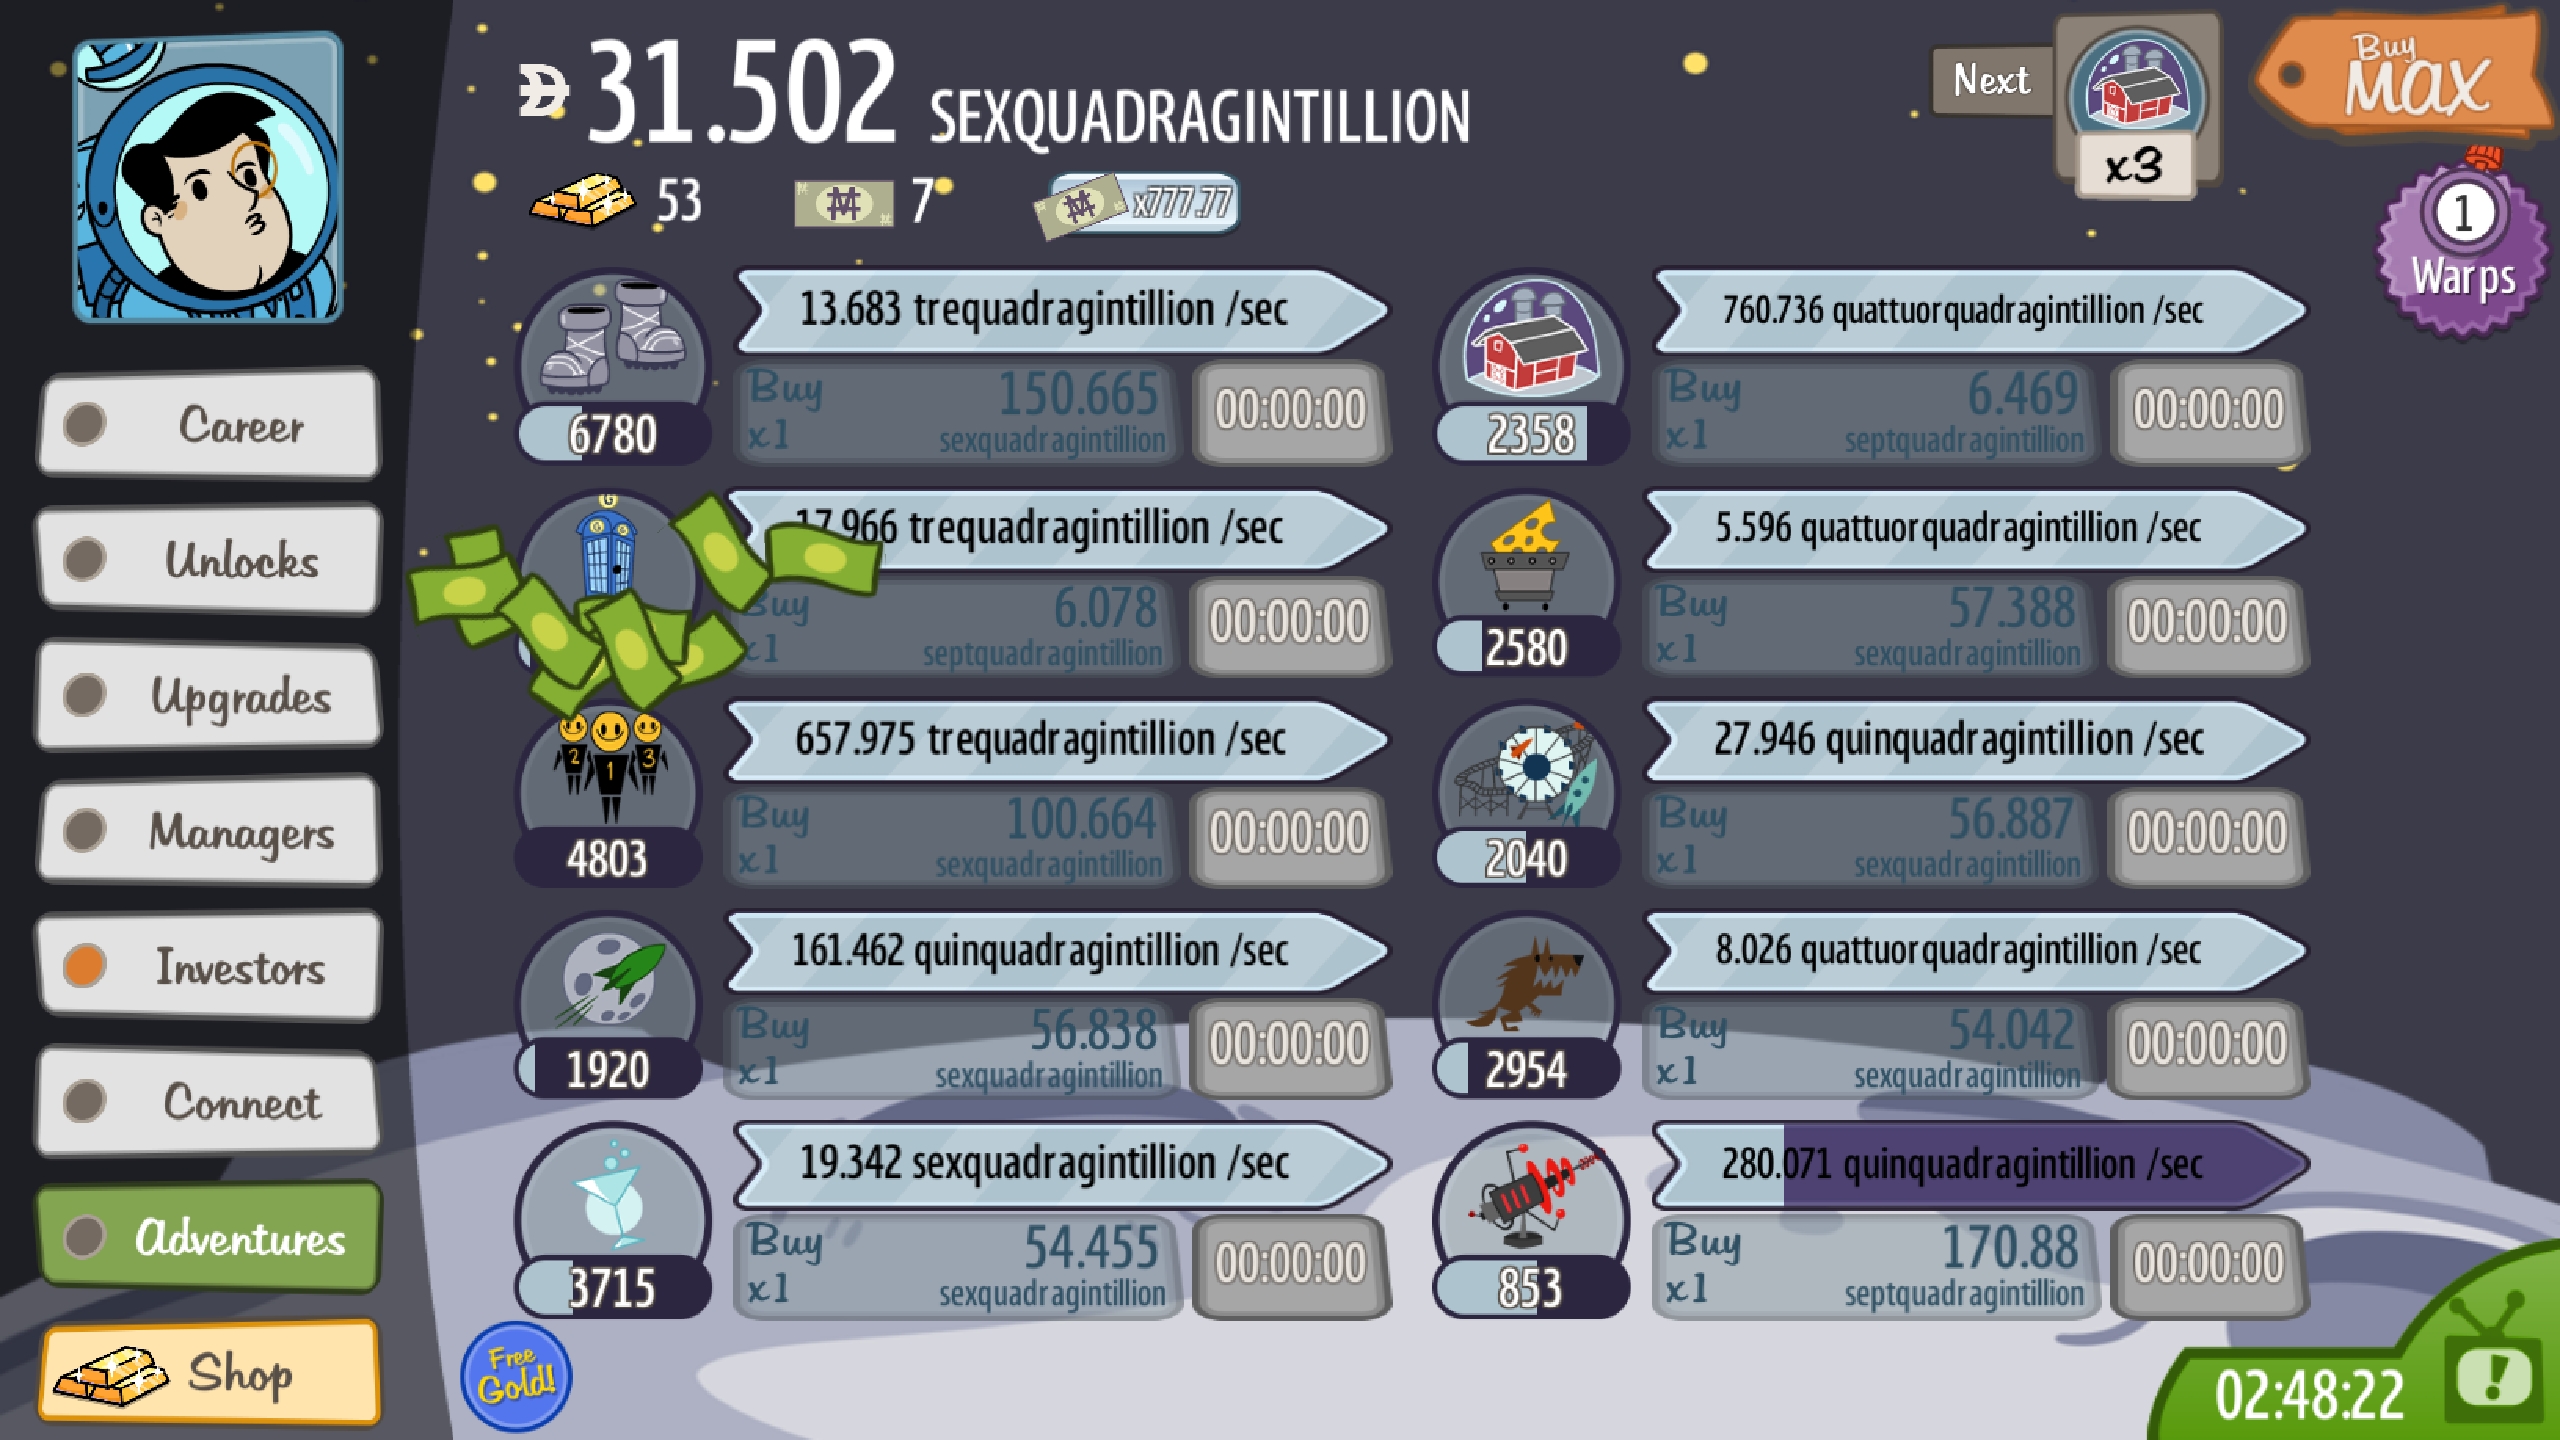 31.502 SEXQUADRAGINTILLION
Next
x3
Buy
MAX
53
7
x777.77
1
Warps
13.683 trequadragintillion /sec
Buy
x1
150.665
sexquadragintillion
00:00:00
6780
760.736 quattuorquadragintillion /sec
Buy
x1
6.469
septquadragintillion
00:00:00
2358
17.966 trequadragintillion /sec
Buy
x1
6.078
septquadragintillion
00:00:00
5.596 quattuorquadragintillion /sec
Buy
x1
57.388
sexquadragintillion
00:00:00
2580
2 1 3
657.975 trequadragintillion /sec
Buy
x1
100.664
sexquadragintillion
00:00:00
4803
27.946 quinquadragintillion /sec
Buy
x1
56.887
sexquadragintillion
00:00:00
2040
161.462 quinquadragintillion /sec
Buy
x1
56.838
sexquadragintillion
00:00:00
1920
8.026 quattuorquadragintillion /sec
Buy
x1
54.042
sexquadragintillion
00:00:00
2954
19.342 sexquadragintillion /sec
Buy
x1
54.455
sexquadragintillion
00:00:00
3715
280.071 quinquadragintillion /sec
Buy
x1
170.88
septquadragintillion
00:00:00
853
Career
Unlocks
Upgrades
Managers
Investors
Connect
Adventures
Shop
Free
Gold!
02:48:22